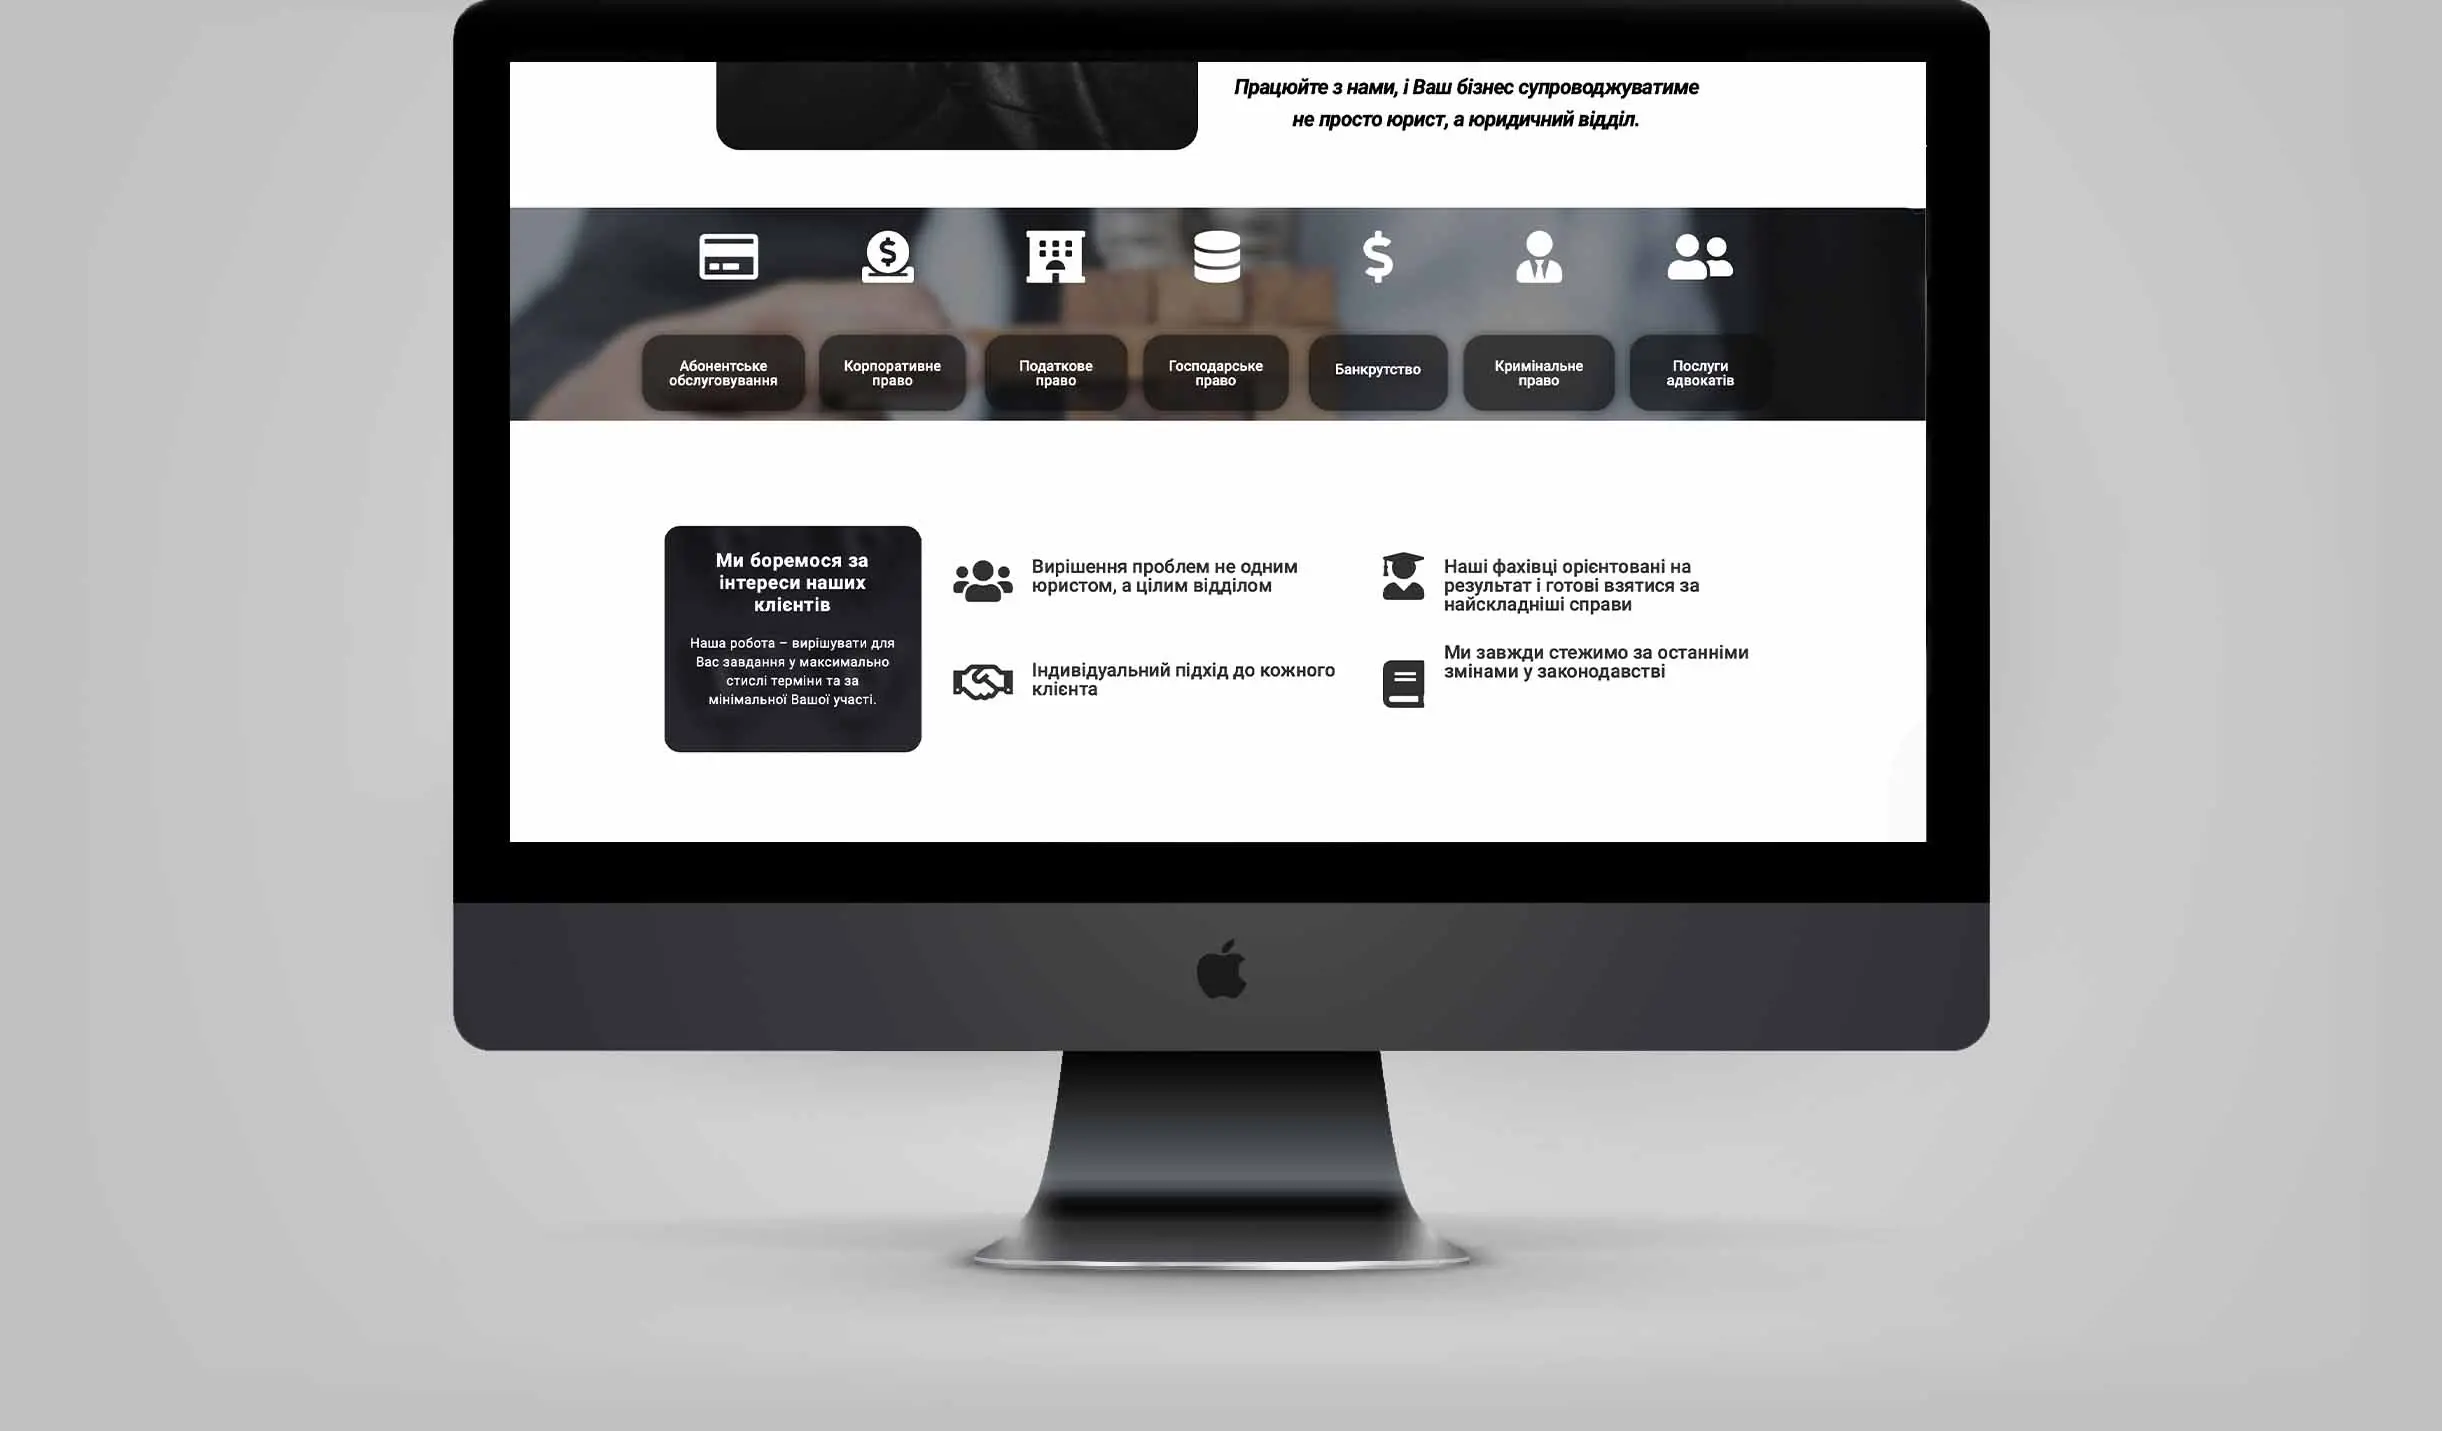 Працюйте з нами, і Ваш бізнес супроводжуватиме
не просто юрист, а юридичний відділ.
Абонентське
обслуговування
Корпоративне
право
Податкове
право
Господарське
право
Банкрутство
Кримінальне
право
Послуги
адвокатів
Ми боремося за
інтереси наших
клієнтів
Наша робота – вирішувати для
Вас завдання у максимально
стислі терміни та за
мінімальної Вашої участі.
Вирішення проблем не одним
юристом, а цілим відділом
Індивідуальний підхід до кожного
клієнта
Наші фахівці орієнтовані на
результат і готові взятися за
найскладніші справи
Ми завжди стежимо за останніми
змінами у законодавстві